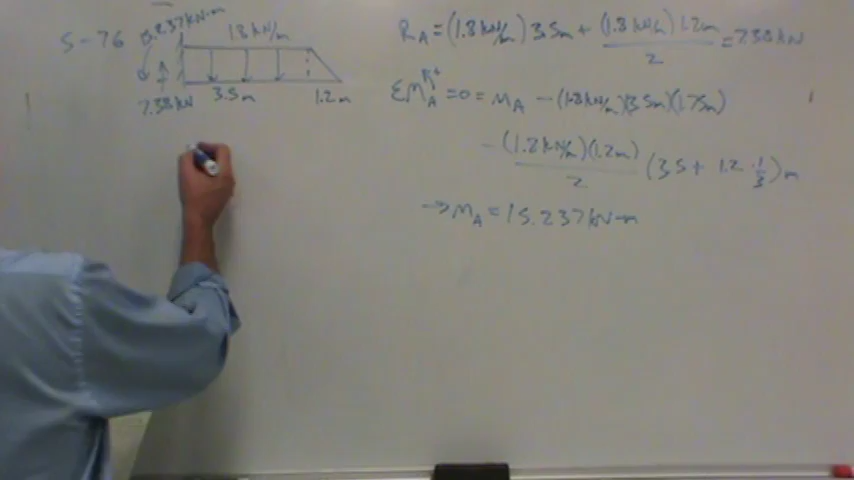 5-76
15.237 kN-m
1.8 kN/m
A
7.38 kN
3.5m
1.2m
R_A = (1.8 kN/m) 3.5m + (1.8 kN/m) 1.2m / 2 = 7.38 kN
ΣM_A = 0 = M_A - (1.8 kN/m)(3.5m)(1.75m)
- (1.8 kN/m)(1.2m) / 2 (3.5 + 1.2 · 1/3) m
→ M_A = 15.237 kN-m